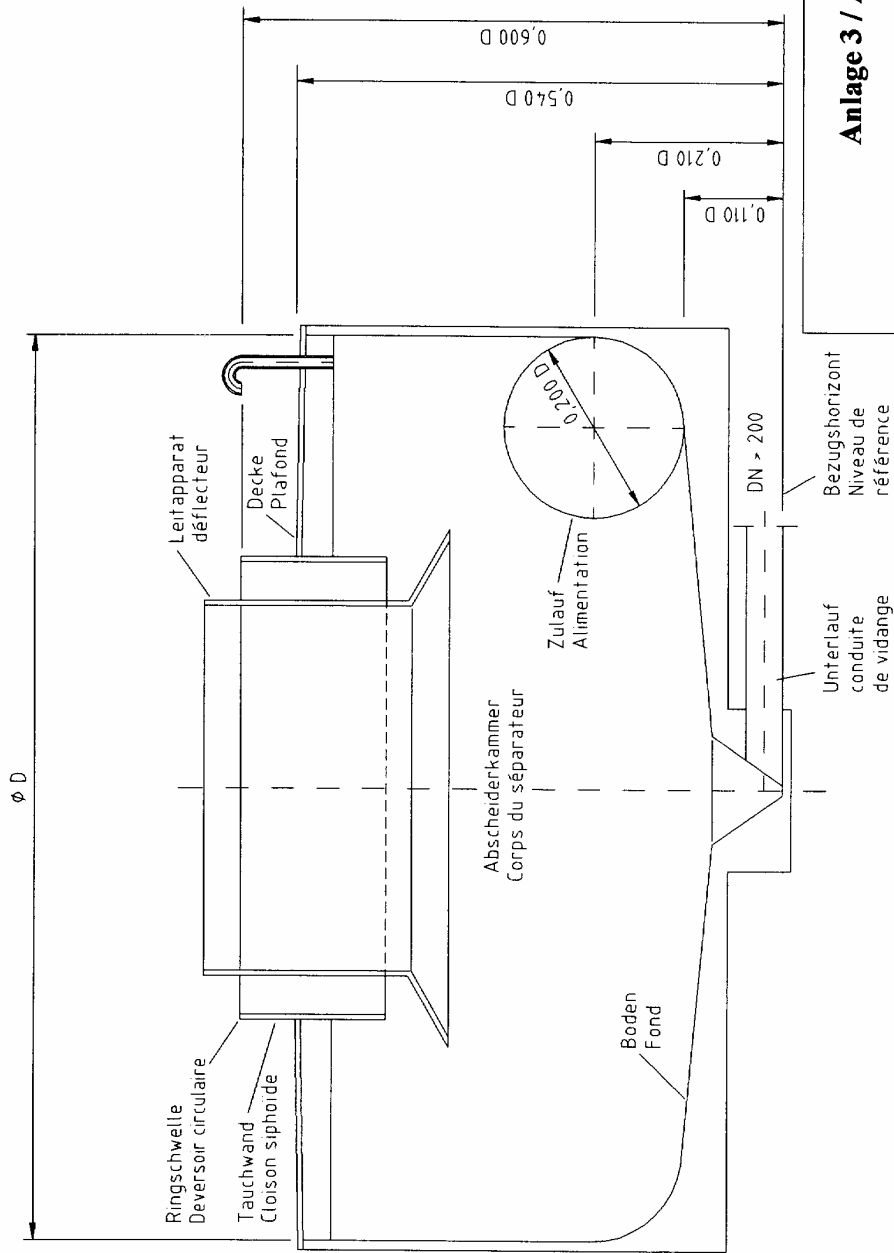 ϕ D
Leitapparat
déflecteur
Decke
Plafond
Ringschwelle
Deversoir circulaire
Tauchwand
Cloison siphoïde
Zulauf
Alimentation
0,200 D
Abscheiderkammer
Corps du séparateur
Boden
Fond
DN > 200
Unterlauf
conduite
de vidange
Bezugshorizont
Niveau de
référence
0,600 D
0,540 D
0,210 D
0,110 D
Anlage 3 /